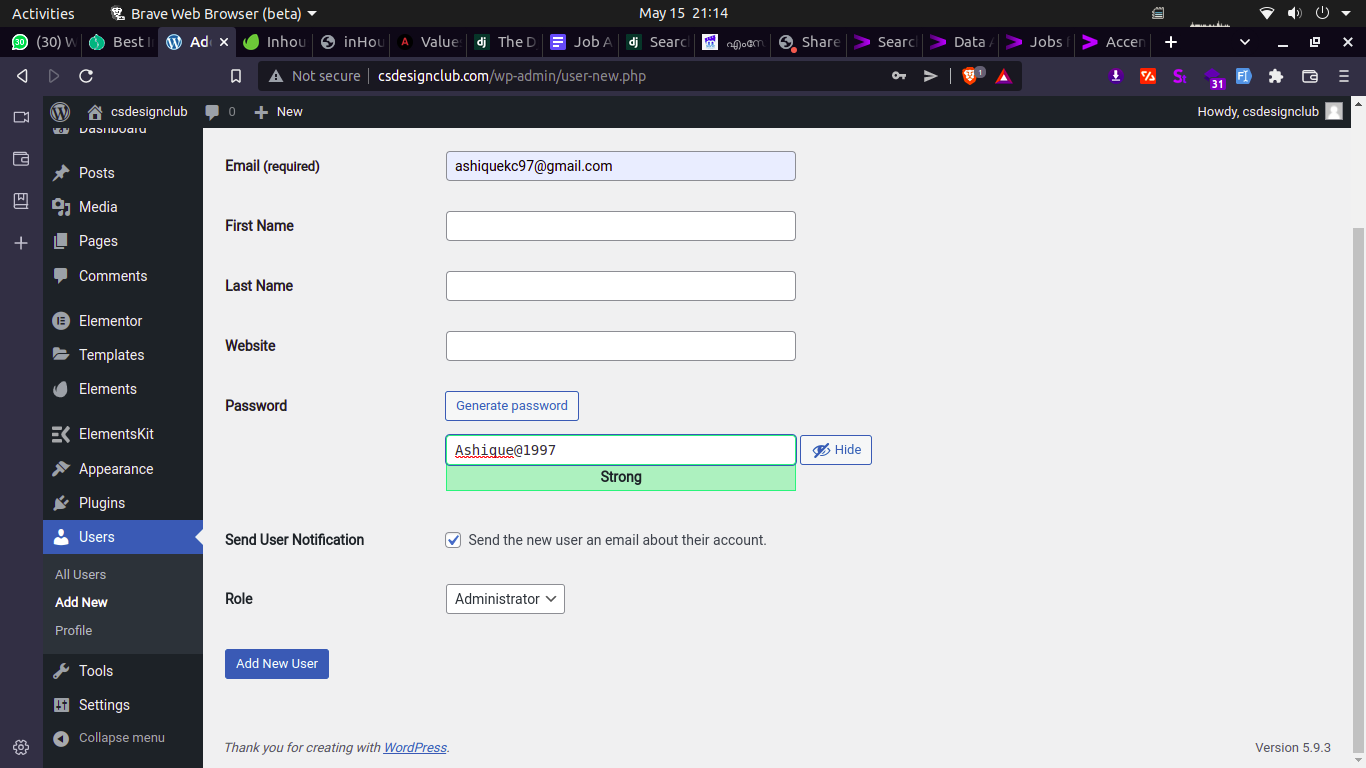 Activities
Brave Web Browser (beta)
May 15 21:14
(30) W
Best I
Ad
Inhou
inHou
Value
The D
Job A
Searc
എംസേ
Share
Searc
Data A
Jobs f
Accen
Not secure
csdesignclub.com/wp-admin/user-new.php
1
31
csdesignclub
0
New
Howdy, csdesignclub
Dashboard
Posts
Media
Pages
Comments
Elementor
Templates
Elements
ElementsKit
Appearance
Plugins
Users
All Users
Add New
Profile
Tools
Settings
Collapse menu
Email (required)
ashiquekc97@gmail.com
First Name
Last Name
Website
Password
Generate password
Ashique@1997
Hide
Strong
Send User Notification
Send the new user an email about their account.
Role
Administrator
Add New User
Thank you for creating with WordPress.
Version 5.9.3